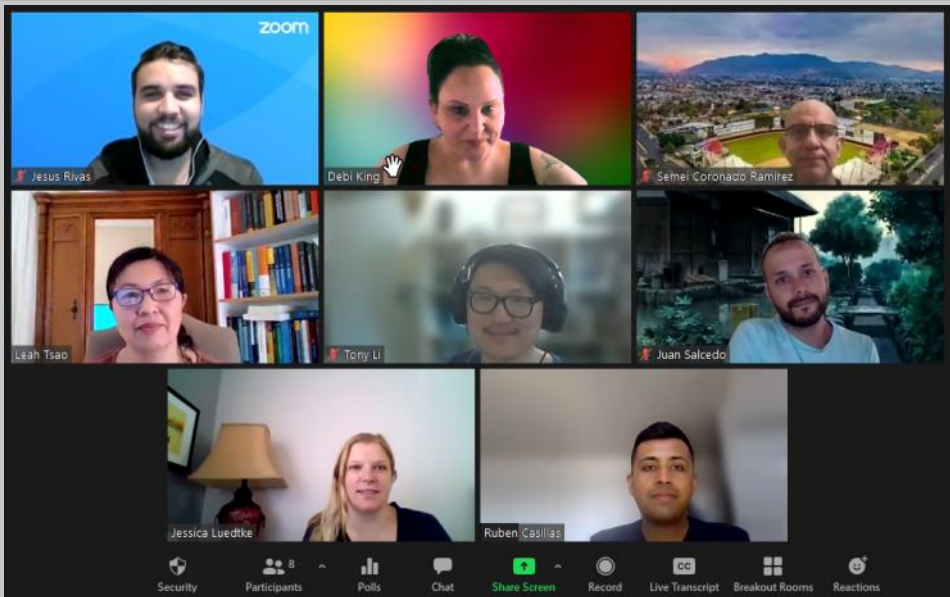 zoom
Jesus Rivas
Debi King
Semei Coronado Ramirez
Leah Tsao
Tony Li
Juan Salcedo
Jessica Luedtke
Ruben Casillas
Security
Participants
8
Polls
Chat
Share Screen
Record
CC
Live Transcript
Breakout Rooms
Reactions